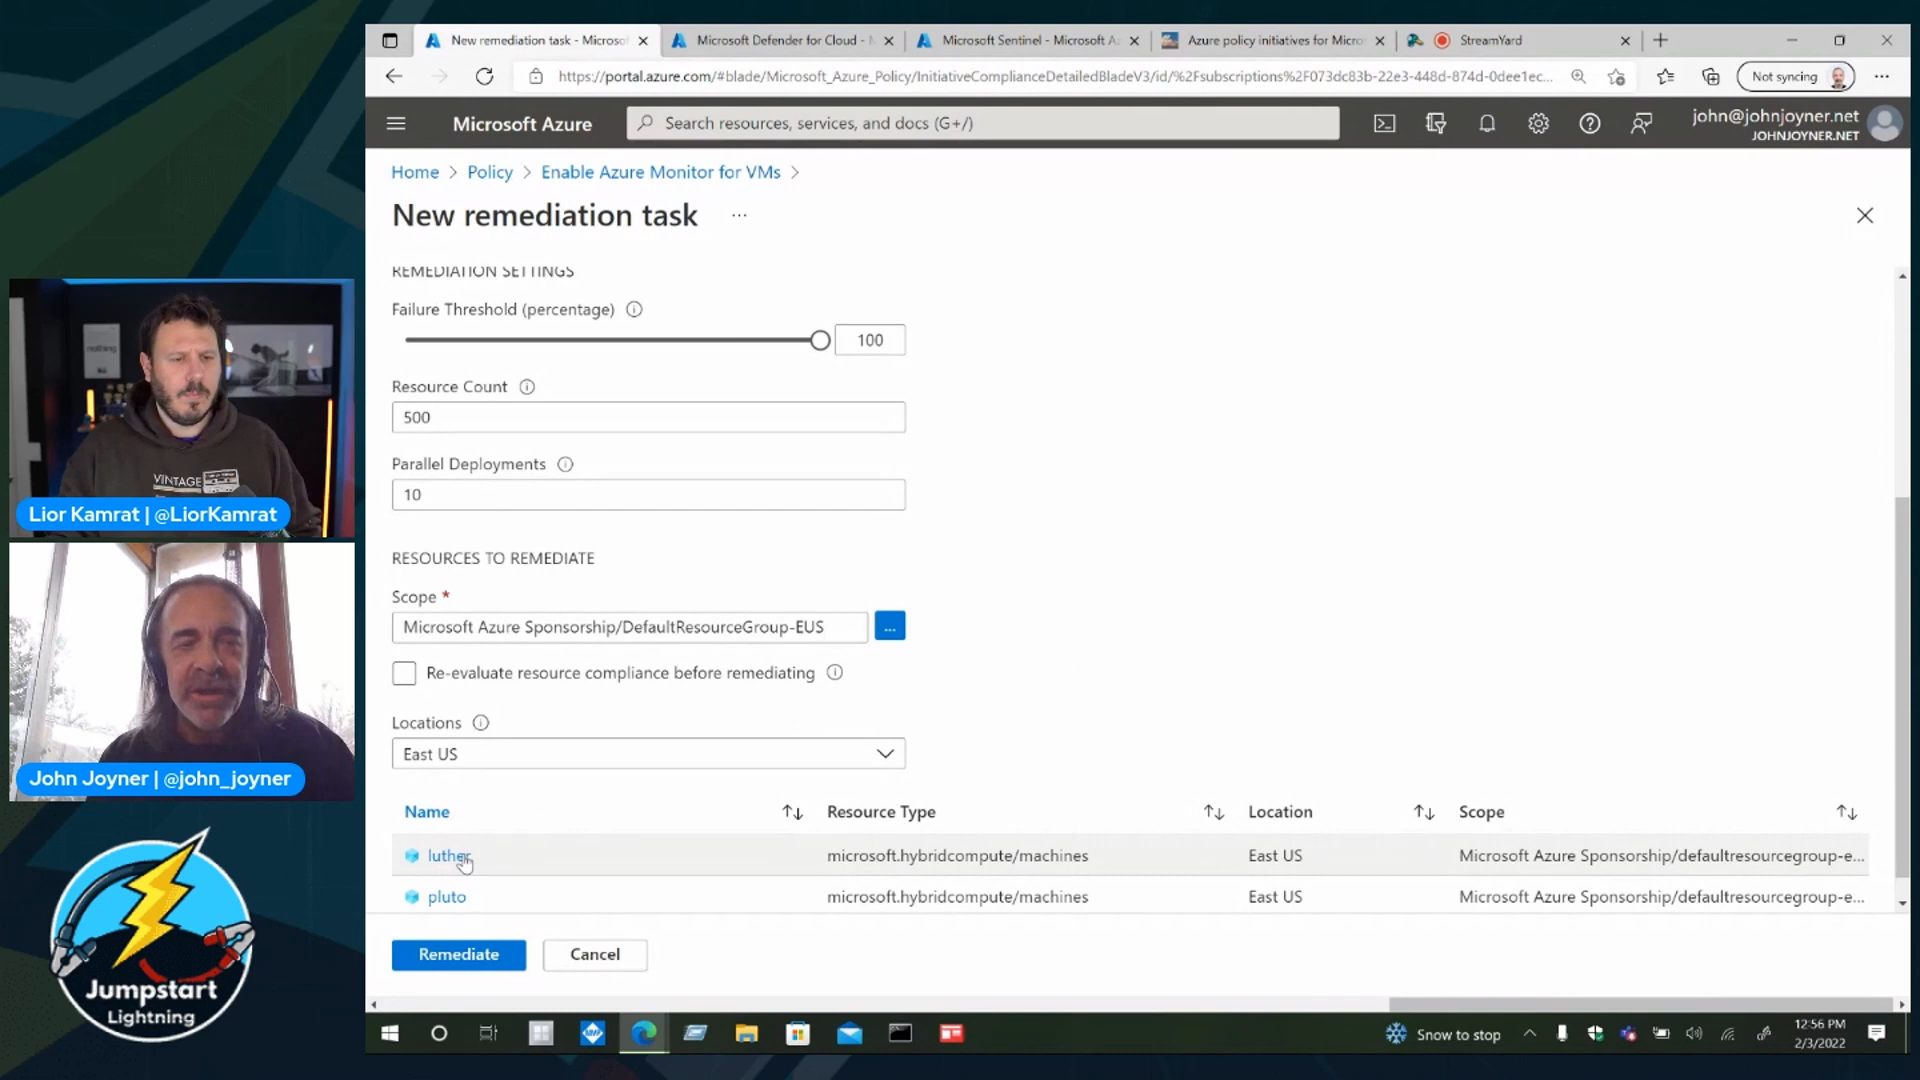 New remediation task - Microso
Microsoft Defender for Cloud -
Microsoft Sentinel - Microsoft A
Azure policy initiatives for Micro
StreamYard
https://portal.azure.com/#blade/Microsoft_Azure_Policy/InitiativeComplianceDetailedBladeV3/id/%2Fsubscriptions%2F073dc83b-22e3-448d-874d-0dee1ec...
Not syncing
Microsoft Azure
Search resources, services, and docs (G+/)
john@johnjoyner.net
JOHNJOYNER.NET
Home > Policy > Enable Azure Monitor for VMs >
New remediation task ...
REMEDIATION SETTINGS
Failure Threshold (percentage)
100
Resource Count
500
Parallel Deployments
10
RESOURCES TO REMEDIATE
Scope *
Microsoft Azure Sponsorship/DefaultResourceGroup-EUS
...
Re-evaluate resource compliance before remediating
Locations
East US
Name Resource Type Location Scope
luther microsoft.hybridcompute/machines East US Microsoft Azure Sponsorship/defaultresourcegroup-e...
pluto microsoft.hybridcompute/machines East US Microsoft Azure Sponsorship/defaultresourcegroup-e...
Remediate
Cancel
Snow to stop
12:56 PM
2/3/2022
nothing
VINTAGE
Lior Kamrat | @LiorKamrat
John Joyner | @john_joyner
Jumpstart
Lightning